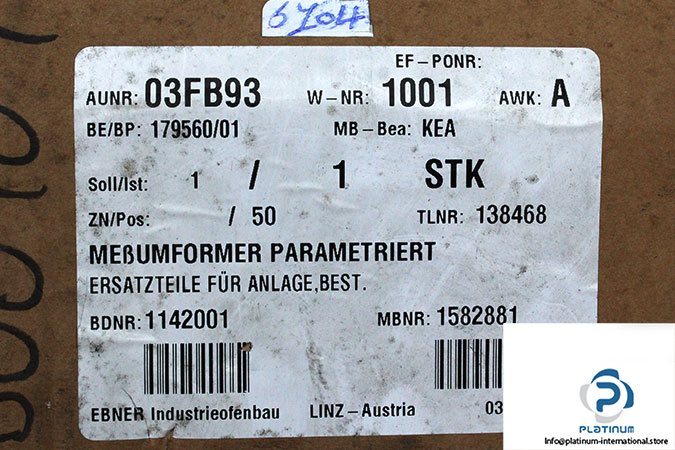 6204
EF-PONR:
AUNR: 03FB93 W-NR: 1001 AWK: A
BE/BP: 179560/01 MB-Bea: KEA
Soll/Ist: 1 / 1 STK
ZN/Pos: / 50 TLNR: 138468
MEßUMFORMER PARAMETRIERT
ERSATZTEILE FÜR ANLAGE,BEST.
BDNR: 1142001 MBNR: 1582881
EBNER Industrieofenbau LINZ-Austria 03
PLATINUM
Info@platinum-international.store